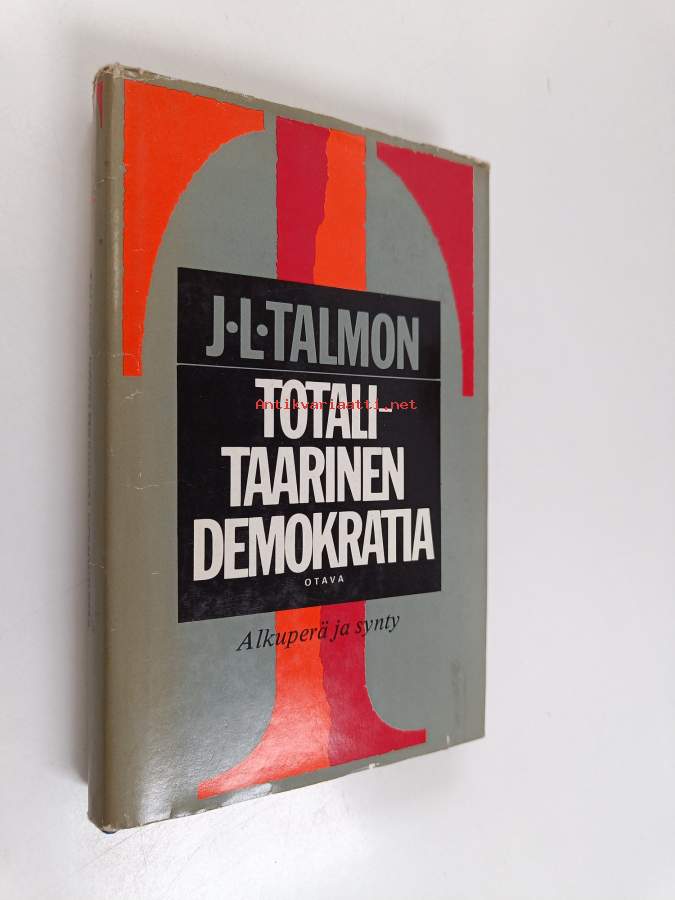 J·L·TALMON
TOTALI-
Antikvariaatti.net
TAARINEN
DEMOKRATIA
OTAVA
Alkuperä ja synty